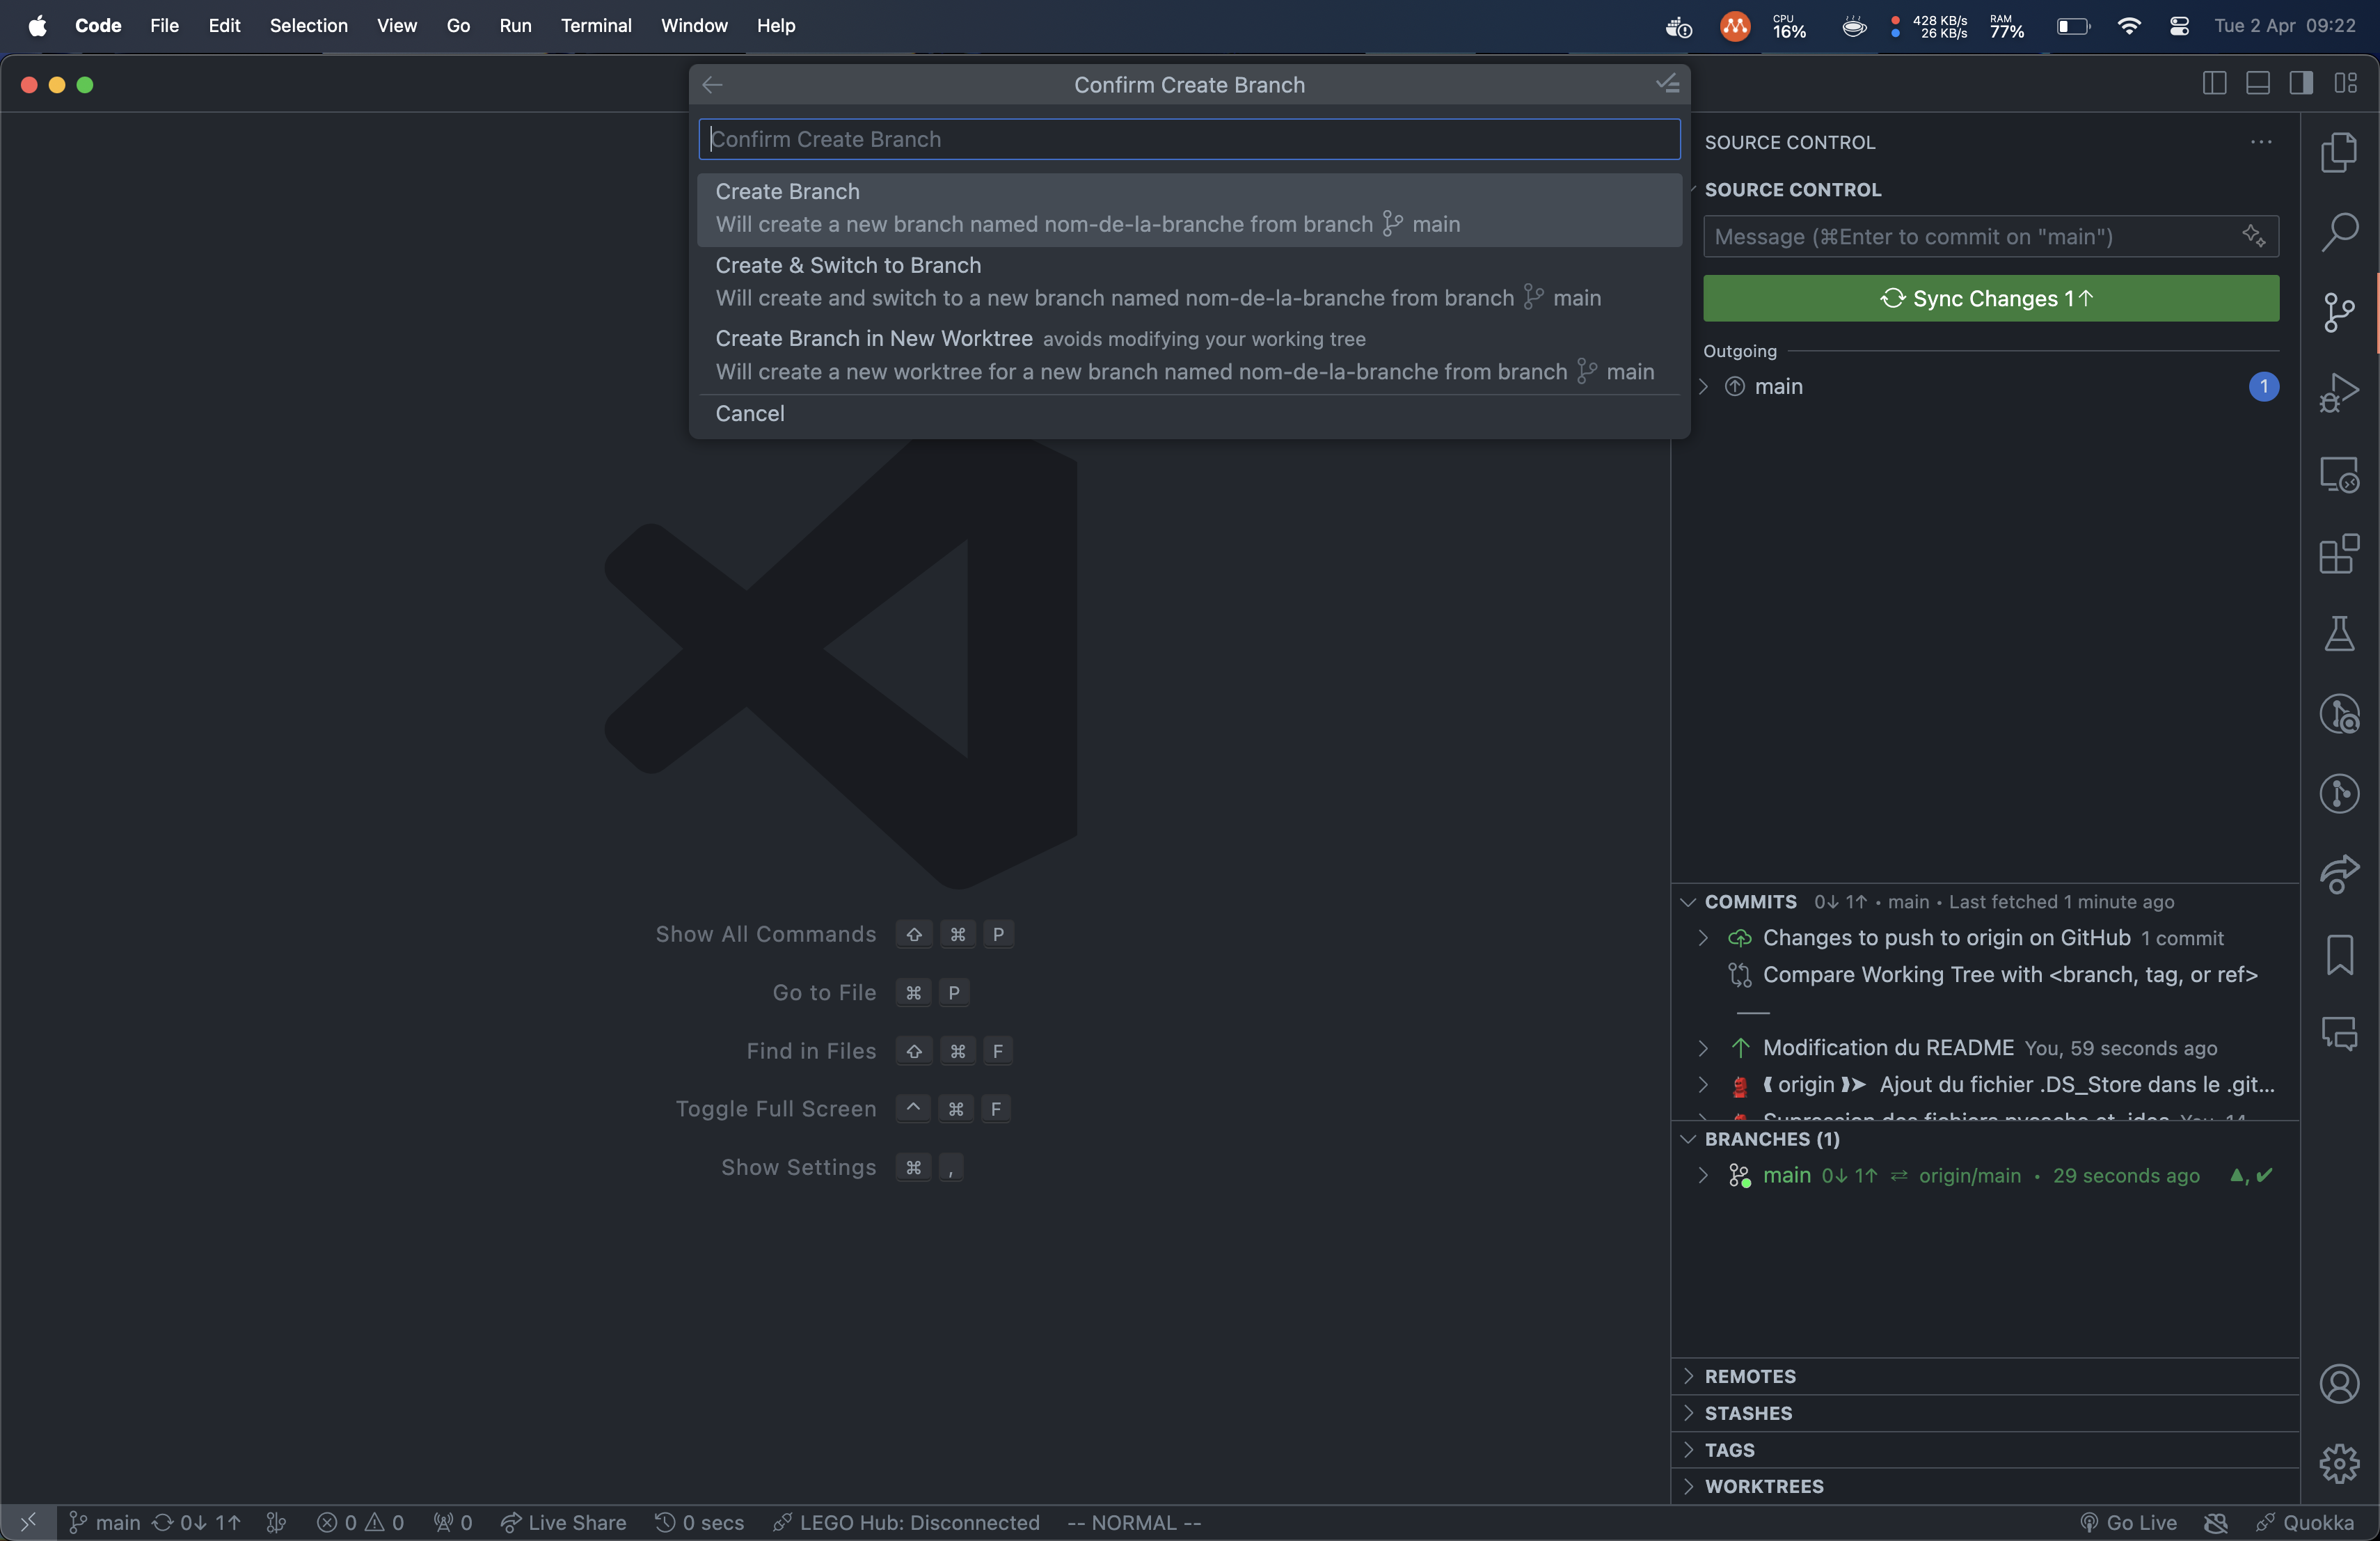 Code File Edit Selection View Go Run Terminal Window Help
CPU 16%
428 KB/s
26 KB/s
RAM 77%
Tue 2 Apr 09:22
Confirm Create Branch
Confirm Create Branch
Create Branch
Will create a new branch named nom-de-la-branche from branch main
Create & Switch to Branch
Will create and switch to a new branch named nom-de-la-branche from branch main
Create Branch in New Worktree avoids modifying your working tree
Will create a new worktree for a new branch named nom-de-la-branche from branch main
Cancel
Show All Commands ⇧ ⌘ P
Go to File ⌘ P
Find in Files ⇧ ⌘ F
Toggle Full Screen ^ ⌘ F
Show Settings ⌘ ,
SOURCE CONTROL ...
SOURCE CONTROL
Message (⌘Enter to commit on "main")
Sync Changes 1↑
Outgoing
main 1
COMMITS 0↓ 1↑ • main • Last fetched 1 minute ago
Changes to push to origin on GitHub 1 commit
Compare Working Tree with <branch, tag, or ref>
Modification du README You, 59 seconds ago
❰ origin ❱➤ Ajout du fichier .DS_Store dans le .git...
BRANCHES (1)
main 0↓ 1↑ ⇄ origin/main • 29 seconds ago ▲, ✔
REMOTES
STASHES
TAGS
WORKTREES
main 0↓ 1↑ 0 0 0 Live Share 0 secs LEGO Hub: Disconnected -- NORMAL -- Go Live Quokka